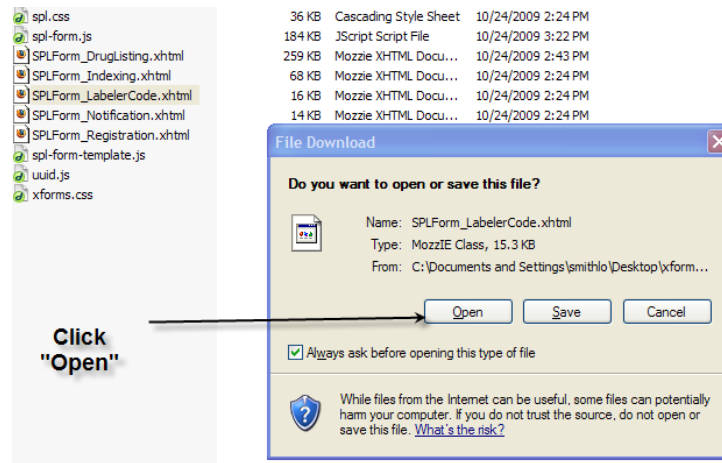 spl.css 36 KB Cascading Style Sheet 10/24/2009 2:24 PM
spl-form.js 184 KB JScript Script File 10/24/2009 3:22 PM
SPLForm_DrugListing.xhtml 259 KB Mozzie XHTML Docu... 10/24/2009 2:43 PM
SPLForm_Indexing.xhtml 68 KB Mozzie XHTML Docu... 10/24/2009 2:24 PM
SPLForm_LabelerCode.xhtml 16 KB Mozzie XHTML Docu... 10/24/2009 2:24 PM
SPLForm_Notification.xhtml 14 KB Mozzie XHTML Docu... 10/24/2009 2:24 PM
SPLForm_Registration.xhtml
spl-form-template.js
uuid.js
xforms.css
File Download
Do you want to open or save this file?
Name: SPLForm_LabelerCode.xhtml
Type: MozzIE Class, 15.3 KB
From: C:\Documents and Settings\smithlo\Desktop\xform...
Open Save Cancel
Click
"Open"
Always ask before opening this type of file
While files from the Internet can be useful, some files can potentially
harm your computer. If you do not trust the source, do not open or
save this file. What's the risk?